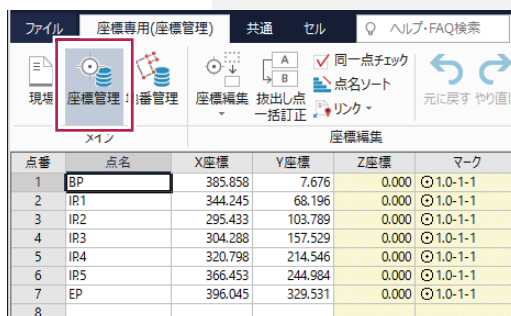 ファイル 座標専用(座標管理) 共通 セル ヘルプ・FAQ検索
現場 座標管理 地番管理 座標編集 抜出し点 一括訂正 A B 同一点チェック 点名ソート リンク 元に戻す やり直
メイン 座標編集
点番 点名 X座標 Y座標 Z座標 マーク
1 BP 385.858 7.676 0.000 1.0-1-1
2 IP.1 344.245 68.196 0.000 1.0-1-1
3 IP.2 295.433 103.789 0.000 1.0-1-1
4 IP.3 304.288 157.529 0.000 1.0-1-1
5 IP.4 320.798 214.546 0.000 1.0-1-1
6 IP.5 366.453 244.984 0.000 1.0-1-1
7 EP 396.045 329.531 0.000 1.0-1-1
8